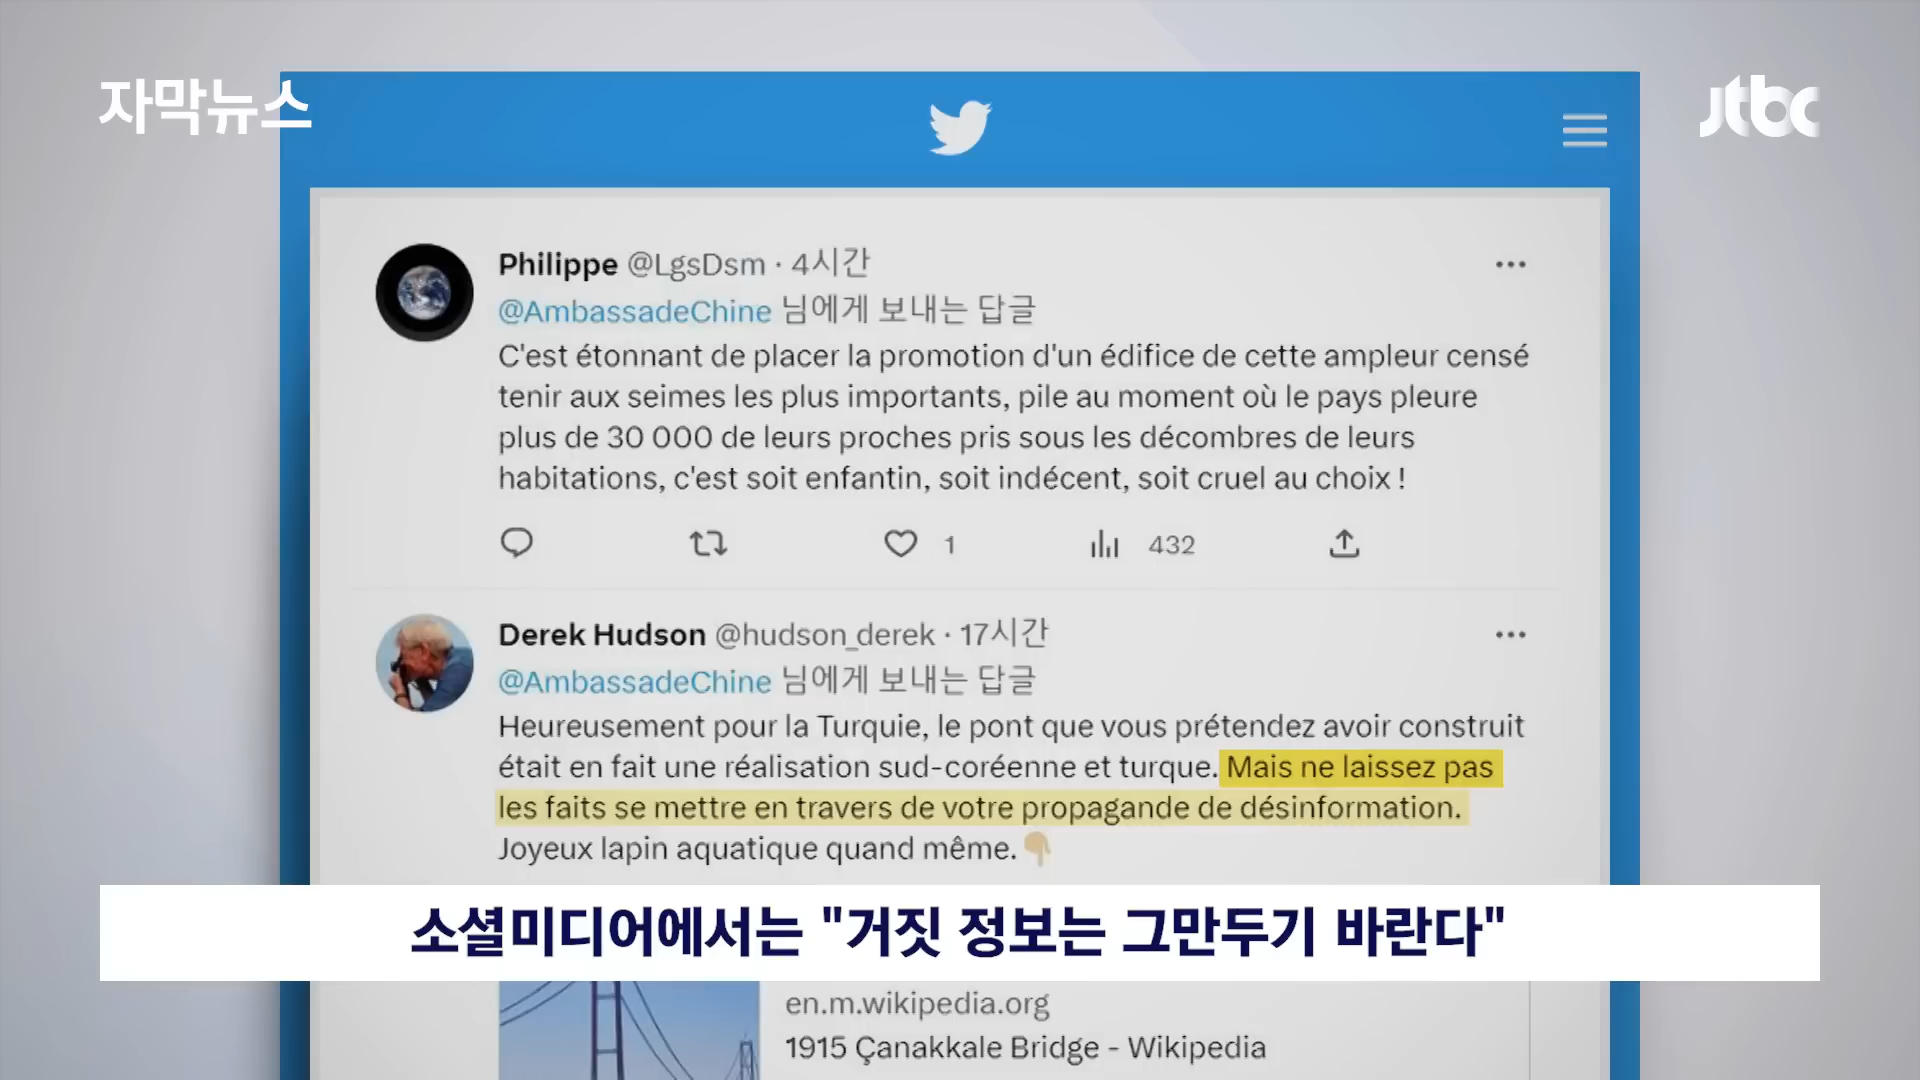 자막뉴스
jtbc
Philippe @LgsDsm · 4시간
@AmbassadeChine 님에게 보내는 답글
C'est étonnant de placer la promotion d'un édifice de cette ampleur censé
tenir aux seimes les plus importants, pile au moment où le pays pleure
plus de 30 000 de leurs proches pris sous les décombres de leurs
habitations, c'est soit enfantin, soit indécent, soit cruel au choix !
1 432
Derek Hudson @hudson_derek · 17시간
@AmbassadeChine 님에게 보내는 답글
Heureusement pour la Turquie, le pont que vous prétendez avoir construit
était en fait une réalisation sud-coréenne et turque. Mais ne laissez pas
les faits se mettre en travers de votre propagande de désinformation.
Joyeux lapin aquatique quand même. 👇🏼
소셜미디어에서는 "거짓 정보는 그만두기 바란다"
en.m.wikipedia.org
1915 Çanakkale Bridge - Wikipedia